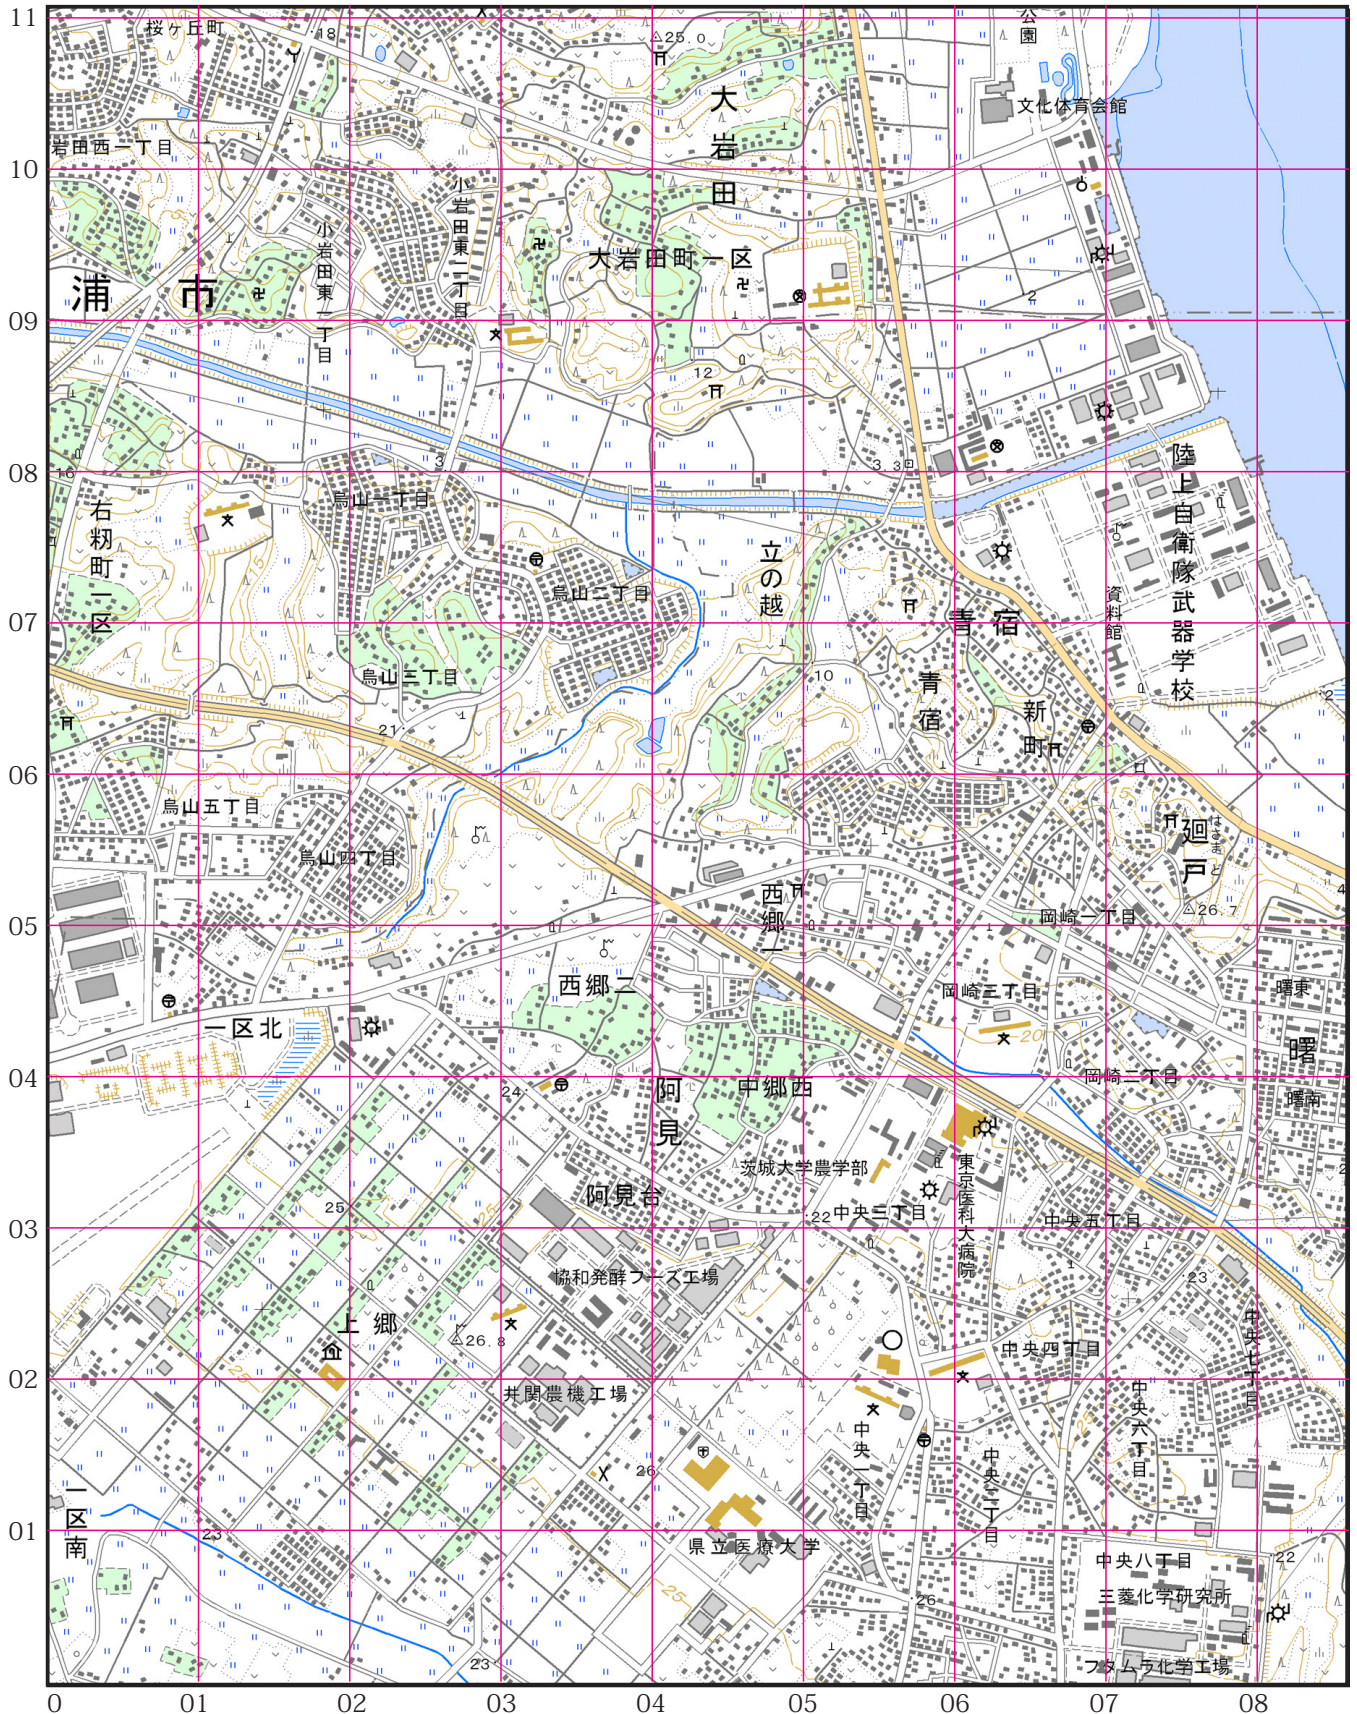 11
10
09
08
07
06
05
04
03
02
01
0
01
02
03
04
05
06
07
08
桜ヶ丘町
18
25.0
公園
文化体育会館
大岩田
岩田西一丁目
小岩田東二丁目
小岩田東一丁目
大岩田町一区
浦市
2
12
16
3
3.3
右籾町一区
烏山一丁目
烏山二丁目
烏山三丁目
立の越
青宿
青宿
新町
資料館
陸上自衛隊武器学校
5
10
21
2
烏山五丁目
烏山四丁目
15
廻戸
はさまど
26.7
4
西郷一
岡崎一丁目
西郷二
岡崎三丁目
20
曙東
曙
一区北
24
阿見
中郷西
岡崎二丁目
曙南
茨城大学農学部
東京医科大病院
25
25
阿見台
22
中央三丁目
中央五丁目
協和発酵フーズ工場
23
上郷
26.8
中央四丁目
中央七丁目
25
井関農機工場
中央一丁目
中央二丁目
中央六丁目
25
26
一区南
23
県立医療大学
中央八丁目
22
三菱化学研究所
25
26
23
フタムラ化学工場